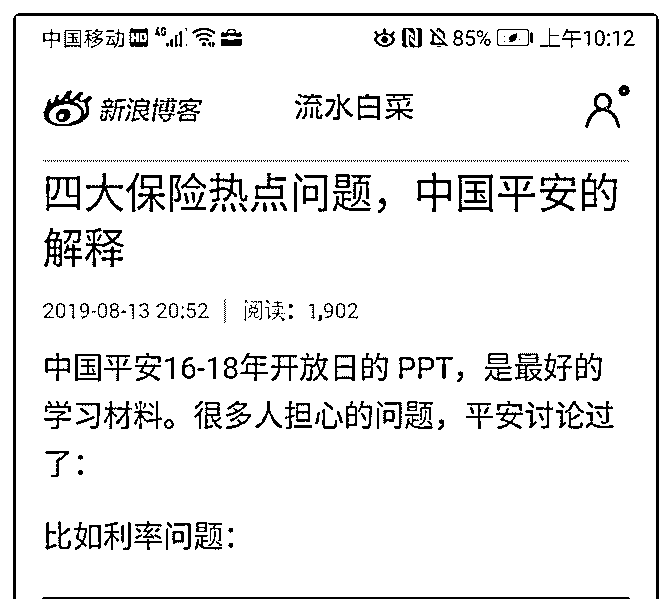 中国移动 HD 4G 85% 上午10:12
新浪博客 流水白菜
四大保险热点问题，中国平安的
解释
2019-08-13 20:52 | 阅读：1,902
中国平安16-18年开放日的 PPT，是最好的
学习材料。很多人担心的问题，平安讨论过
了：
比如利率问题：